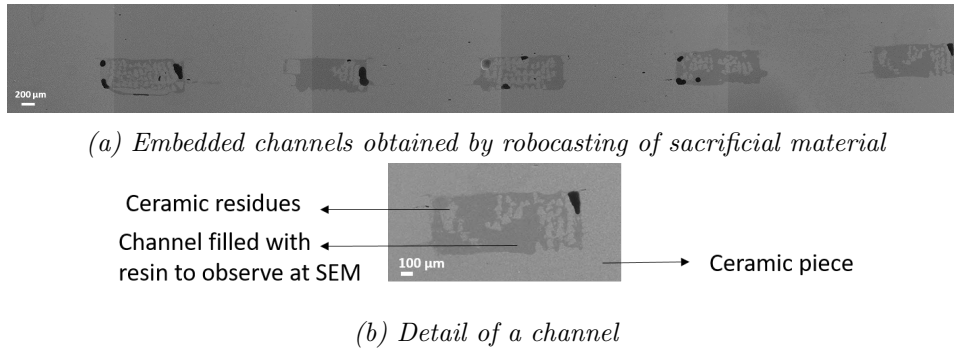 200 µm
(a) Embedded channels obtained by robocasting of sacrificial material
Ceramic residues
Channel filled with
resin to observe at SEM
100 µm
Ceramic piece
(b) Detail of a channel